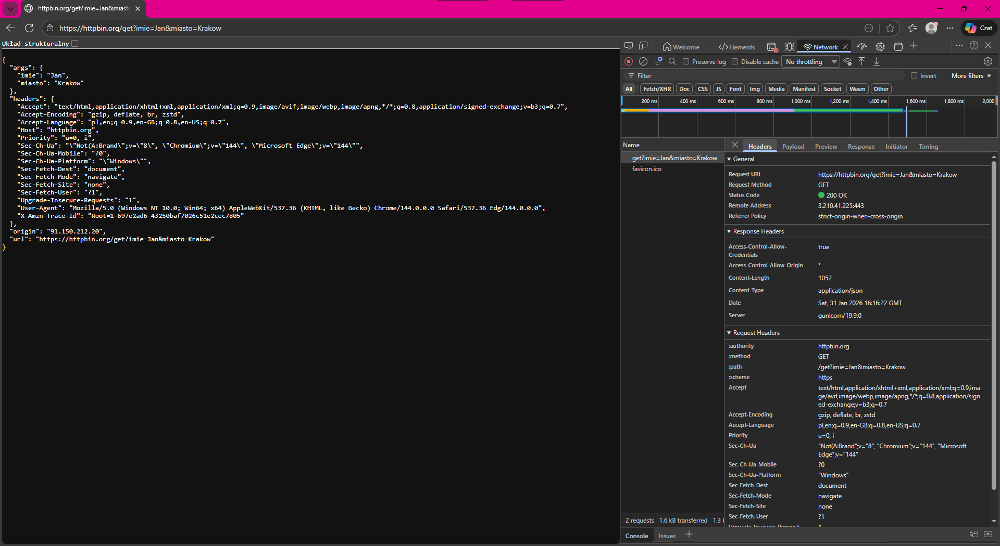 httpbin.org/get?imie=Jan&miast
https://httpbin.org/get?imie=Jan&miasto=Krakow
Czat
Układ strukturalny
{
  "args": {
    "imie": "Jan",
    "miasto": "Krakow"
  },
  "headers": {
    "Accept": "text/html,application/xhtml+xml,application/xml;q=0.9,image/avif,image/webp,image/apng,*/*;q=0.8,application/signed-exchange;v=b3;q=0.7",
    "Accept-Encoding": "gzip, deflate, br, zstd",
    "Accept-Language": "pl,en;q=0.9,en-GB;q=0.8,en-US;q=0.7",
    "Host": "httpbin.org",
    "Priority": "u=0, i",
    "Sec-Ch-Ua": "\"Not(A:Brand\";v=\"8\", \"Chromium\";v=\"144\", \"Microsoft Edge\";v=\"144\"",
    "Sec-Ch-Ua-Mobile": "?0",
    "Sec-Ch-Ua-Platform": "\"Windows\"",
    "Sec-Fetch-Dest": "document",
    "Sec-Fetch-Mode": "navigate",
    "Sec-Fetch-Site": "none",
    "Sec-Fetch-User": "?1",
    "Upgrade-Insecure-Requests": "1",
    "User-Agent": "Mozilla/5.0 (Windows NT 10.0; Win64; x64) AppleWebKit/537.36 (KHTML, like Gecko) Chrome/144.0.0.0 Safari/537.36 Edg/144.0.0.0",
    "X-Amzn-Trace-Id": "Root=1-697e2ad6-43250baf7026c51e2cec7805"
  },
  "origin": "91.150.212.20",
  "url": "https://httpbin.org/get?imie=Jan&miasto=Krakow"
}
Welcome Elements Network
Preserve log Disable cache No throttling
Filter Invert More filters
All Fetch/XHR Doc CSS JS Font Img Media Manifest Socket Wasm Other
200 ms 400 ms 600 ms 800 ms 1,000 ms 1,200 ms 1,400 ms 1,600 ms 1,800 ms 2,000
Name
get?imie=Jan&miasto=Krakow
favicon.ico
2 requests 1.6 kB transferred 1.3
Headers Payload Preview Response Initiator Timing
General
Request URL https://httpbin.org/get?imie=Jan&miasto=Krakow
Request Method GET
Status Code 200 OK
Remote Address 3.210.41.225:443
Referrer Policy strict-origin-when-cross-origin
Response Headers
Access-Control-Allow- true
Credentials
Access-Control-Allow-Origin *
Content-Length 1052
Content-Type application/json
Date Sat, 31 Jan 2026 16:16:22 GMT
Server gunicorn/19.9.0
Request Headers
:authority httpbin.org
:method GET
:path /get?imie=Jan&miasto=Krakow
:scheme https
Accept text/html,application/xhtml+xml,application/xml;q=0.9,ima
ge/avif,image/webp,image/apng,*/*;q=0.8,application/sign
ed-exchange;v=b3;q=0.7
Accept-Encoding gzip, deflate, br, zstd
Accept-Language pl,en;q=0.9,en-GB;q=0.8,en-US;q=0.7
Priority u=0, i
Sec-Ch-Ua "Not(A:Brand";v="8", "Chromium";v="144", "Microsoft
Edge";v="144"
Sec-Ch-Ua-Mobile ?0
Sec-Ch-Ua-Platform "Windows"
Sec-Fetch-Dest document
Sec-Fetch-Mode navigate
Sec-Fetch-Site none
Sec-Fetch-User ?1
Upgrade-Insecure-Requests 1
Console Issues